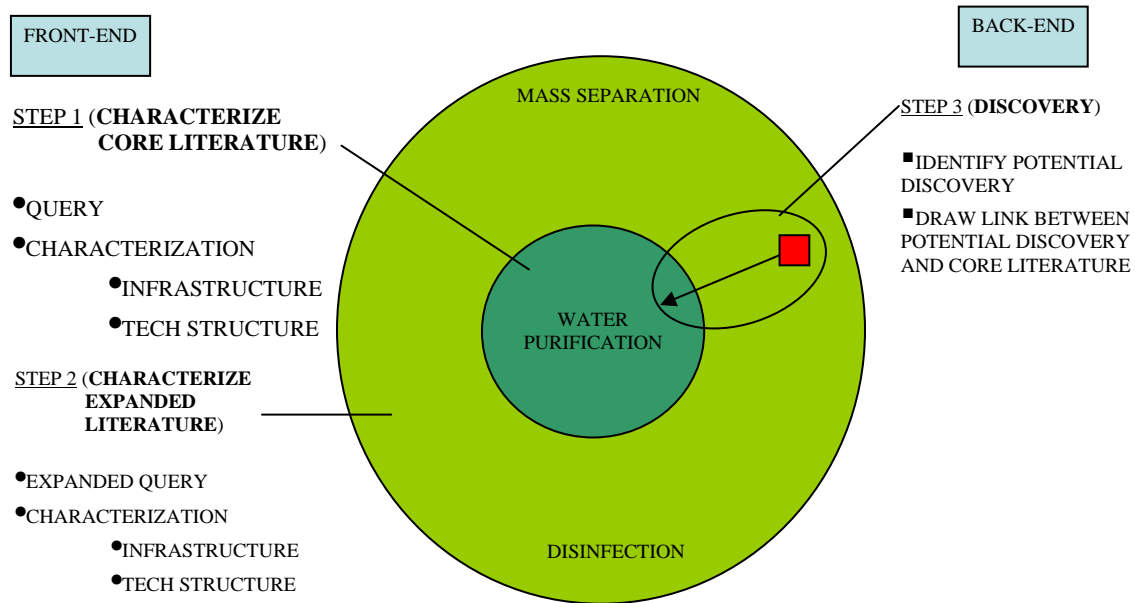 FRONT-END
STEP 1 (CHARACTERIZE
CORE LITERATURE)
●QUERY
●CHARACTERIZATION
●INFRASTRUCTURE
●TECH STRUCTURE
STEP 2 (CHARACTERIZE
EXPANDED
LITERATURE)
●EXPANDED QUERY
●CHARACTERIZATION
●INFRASTRUCTURE
●TECH STRUCTURE
MASS SEPARATION
WATER
PURIFICATION
DISINFECTION
BACK-END
STEP 3 (DISCOVERY)
■IDENTIFY POTENTIAL
DISCOVERY
■DRAW LINK BETWEEN
POTENTIAL DISCOVERY
AND CORE LITERATURE